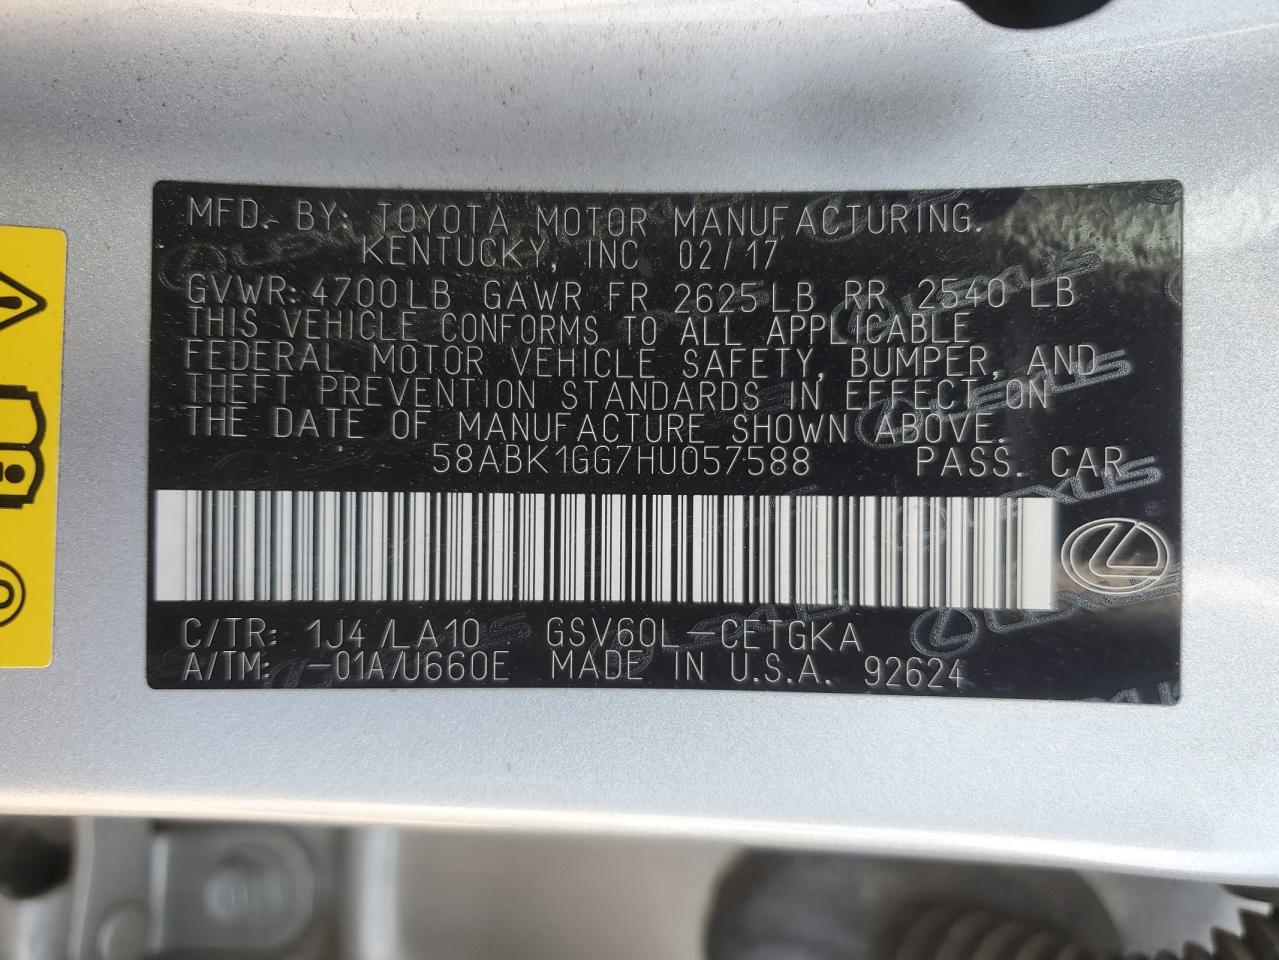 MFD. BY: TOYOTA MOTOR MANUFACTURING.
KENTUCKY, INC 02/17
GVWR: 4700LB GAWR FR 2625LB RR 2540 LB
THIS VEHICLE CONFORMS TO ALL APPLICABLE
FEDERAL MOTOR VEHICLE SAFETY, BUMPER, AND
THEFT PREVENTION STANDARDS IN EFFECT ON
THE DATE OF MANUFACTURE SHOWN ABOVE.
58ABK1GG7HU057588 PASS. CAR
C/TR: 1J4/LA10 GSV60L-CETGKA
A/TM: -01A/U660E MADE IN U.S.A. 92624